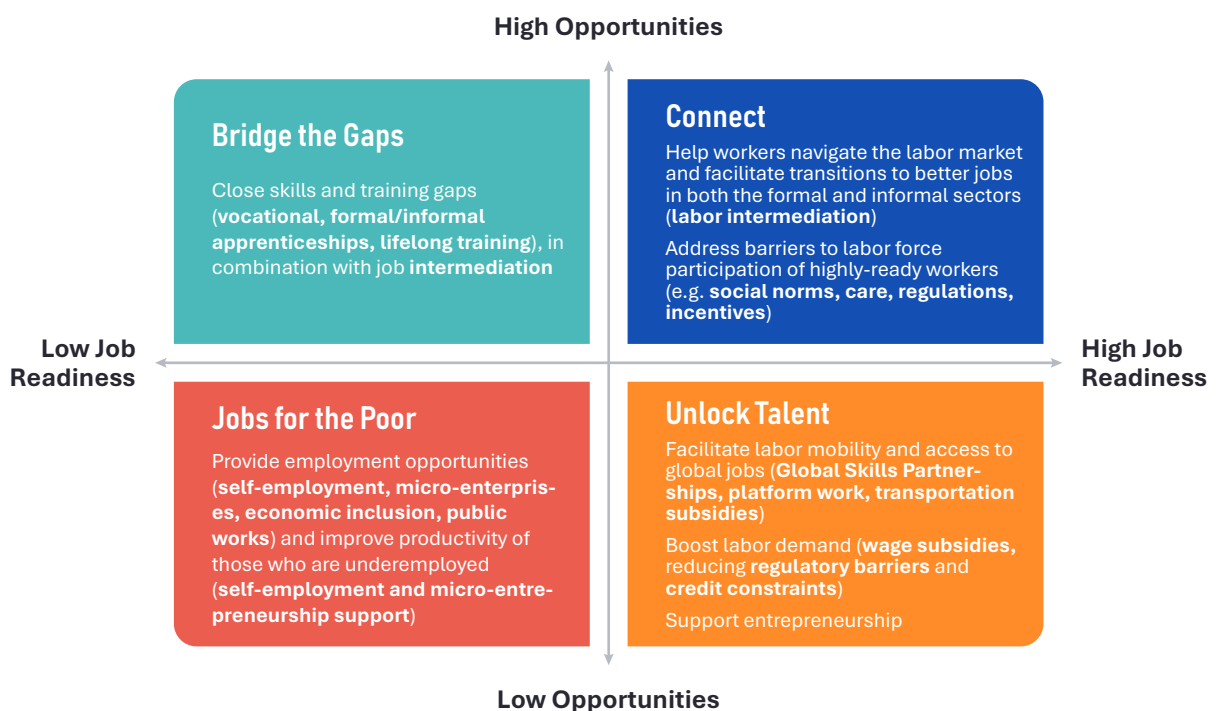 High Opportunities
Bridge the Gaps
Close skills and training gaps
(vocational, formal/informal
apprenticeships, lifelong training), in
combination with job intermediation
Connect
Help workers navigate the labor market
and facilitate transitions to better jobs
in both the formal and informal sectors
(labor intermediation)
Address barriers to labor force
participation of highly-ready workers
(e.g. social norms, care, regulations,
incentives)
Low Job
Readiness
High Job
Readiness
Jobs for the Poor
Provide employment opportunities
(self-employment, micro-enterpris-
es, economic inclusion, public
works) and improve productivity of
those who are underemployed
(self-employment and micro-entre-
preneurship support)
Unlock Talent
Facilitate labor mobility and access to
global jobs (Global Skills Partner-
ships, platform work, transportation
subsidies)
Boost labor demand (wage subsidies,
reducing regulatory barriers and
credit constraints)
Support entrepreneurship
Low Opportunities